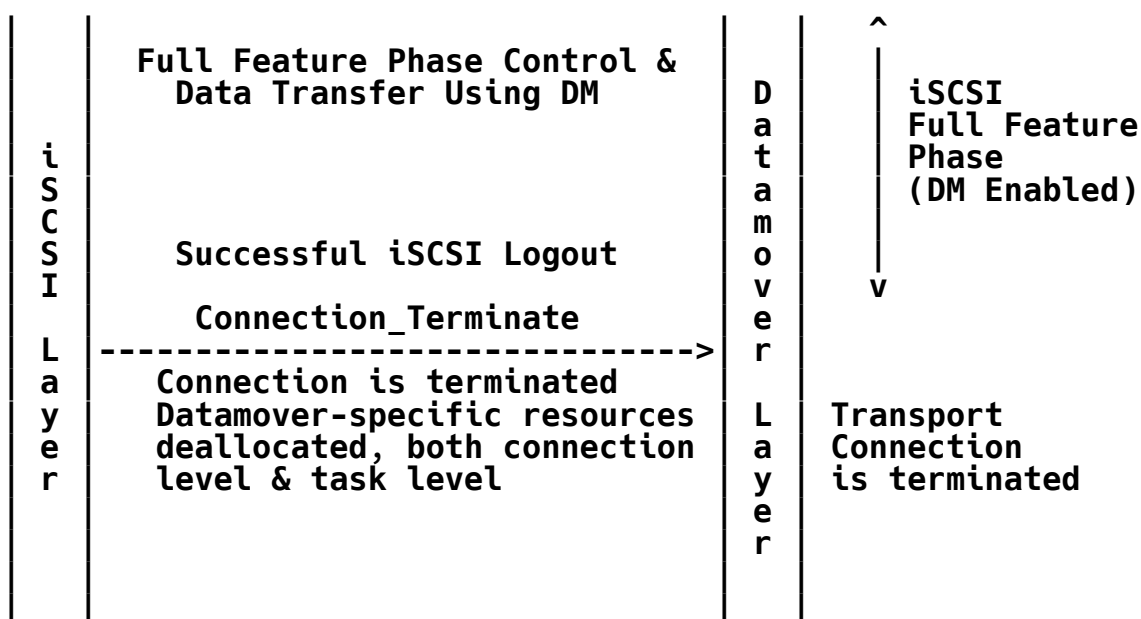 Full Feature Phase Control &
Data Transfer Using DM
Successful iSCSI Logout
Connection_Terminate
------------------------------->
Connection is terminated
Datamover-specific resources
deallocated, both connection
level & task level
iSCSI Layer
Datamover Layer
^
iSCSI
Full Feature
Phase
(DM Enabled)
v
Transport
Connection
is terminated